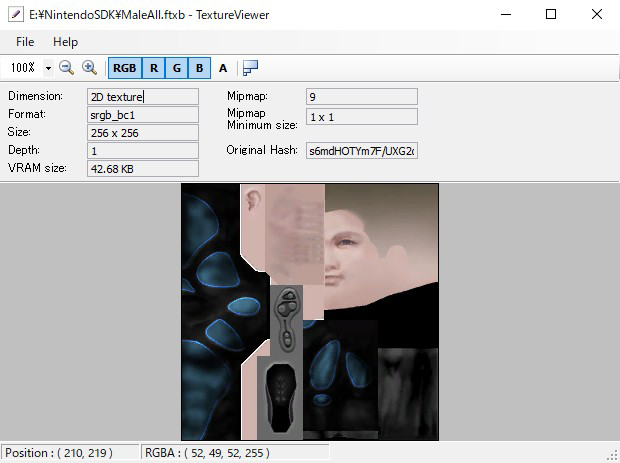 E:¥NintendoSDK¥MaleAll.ftxb - TextureViewer
File Help
100% RGB R G B A
Dimension: 2D texture Mipmap: 9
Format: srgb_bc1 Mipmap Minimum size: 1 x 1
Size: 256 x 256
Depth: 1 Original Hash: s6mdHOTYm7F/UXG2
VRAM size: 42.68 KB
Position : ( 210, 219 ) RGBA : ( 52, 49, 52, 255 )